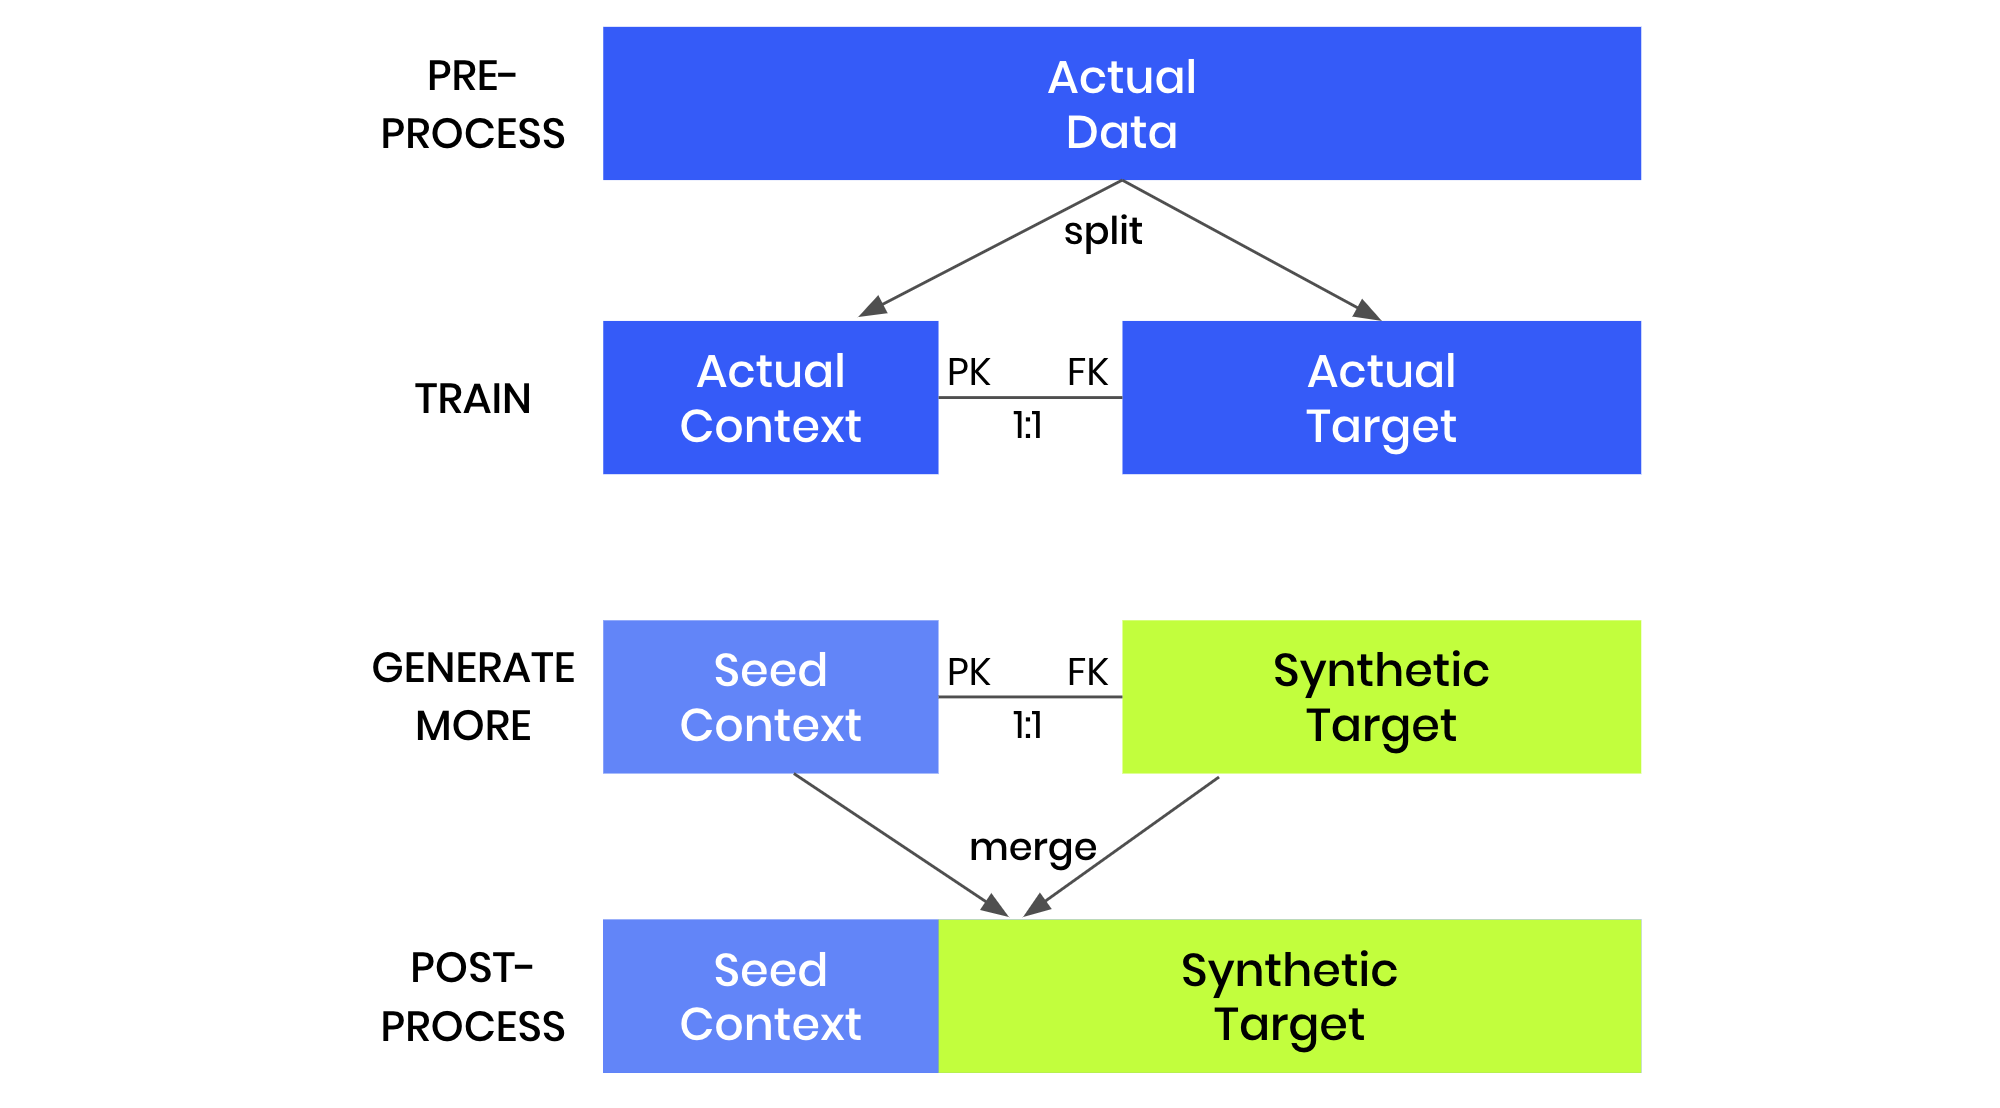 PRE-
PROCESS
Actual
Data
split
TRAIN
Actual
Context
PK
FK
1:1
Actual
Target
GENERATE
MORE
Seed
Context
PK
FK
1:1
Synthetic
Target
merge
POST-
PROCESS
Seed
Context
Synthetic
Target